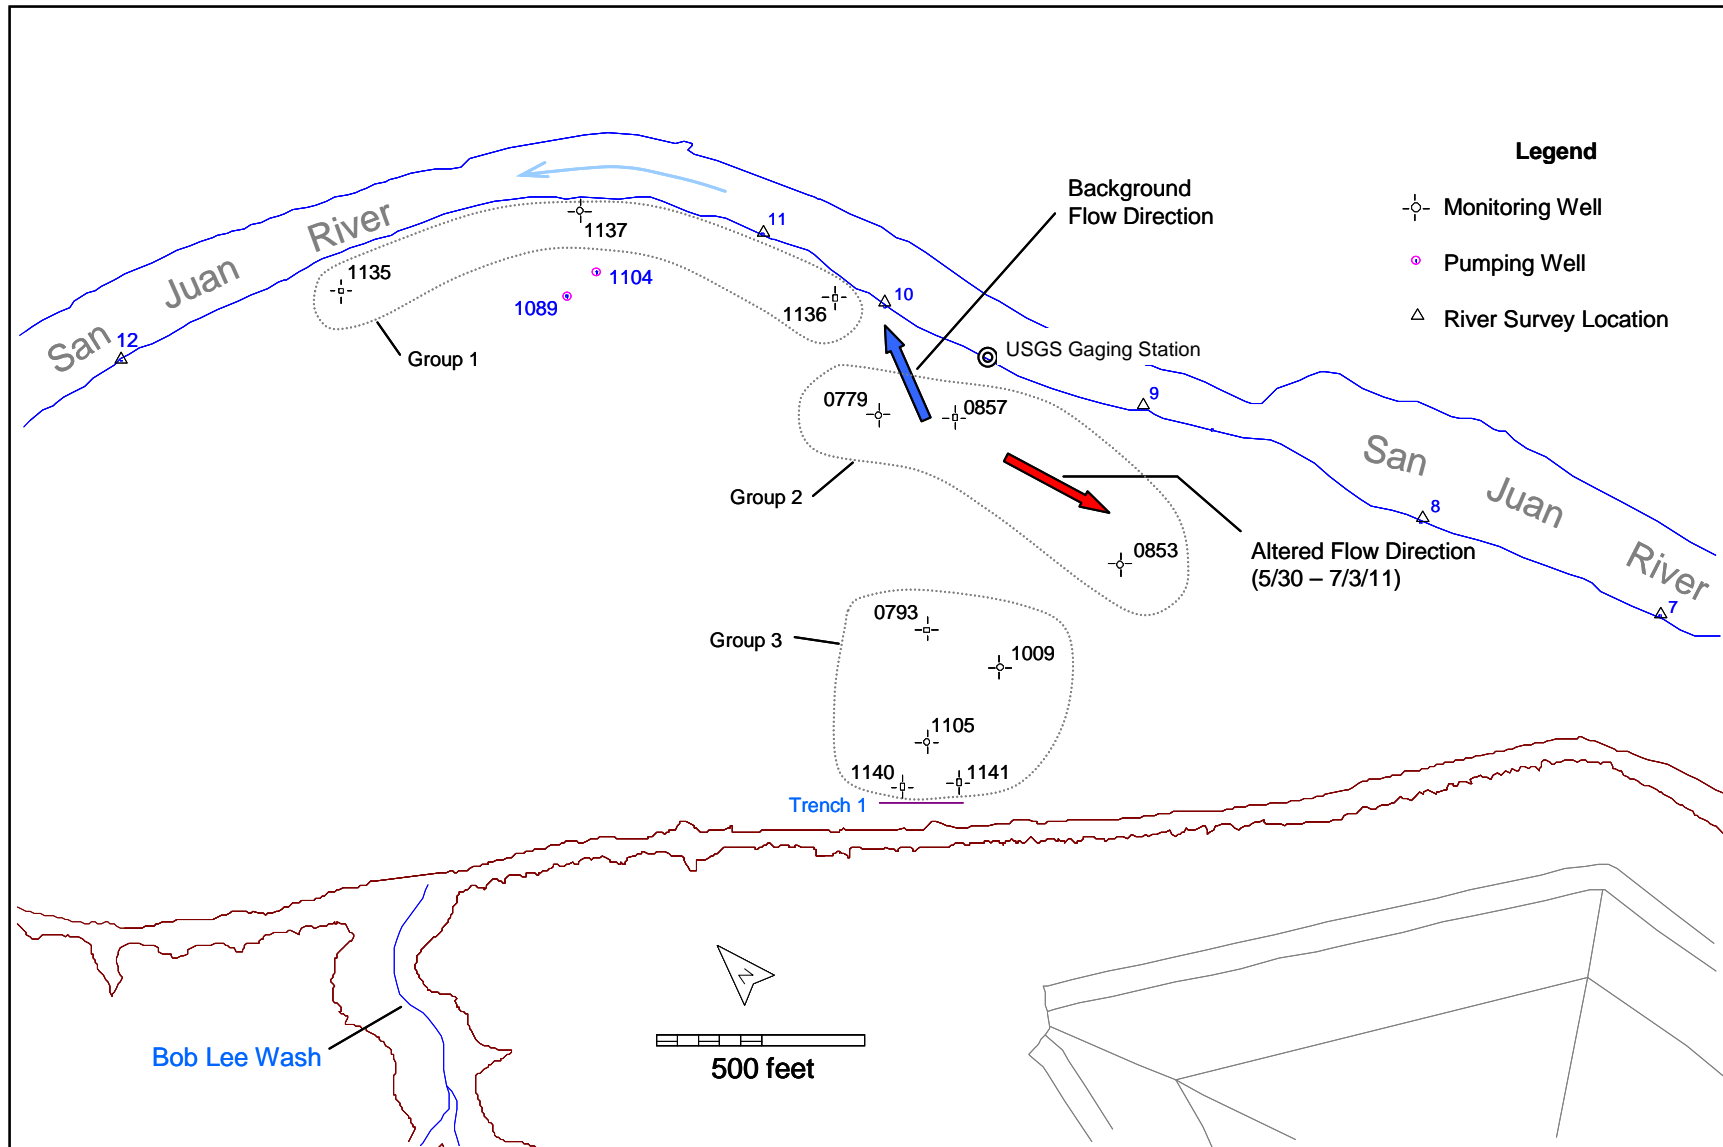 Legend
Monitoring Well
Pumping Well
River Survey Location
Background
Flow Direction
San Juan River
11
1137
1135
1104
1089
1136
10
12
Group 1
USGS Gaging Station
0779
0857
9
San Juan River
Group 2
8
0853
Altered Flow Direction
(5/30 – 7/3/11)
7
0793
Group 3
1009
1105
1140
1141
Trench 1
N
Bob Lee Wash
500 feet